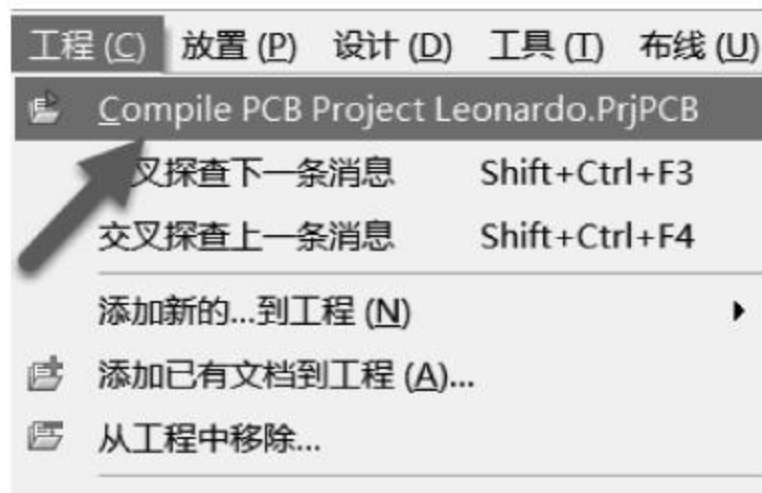 工程 (C) 放置 (P) 设计 (D) 工具 (T) 布线 (U)
Compile PCB Project Leonardo.PrjPCB
叉探查下一条消息 Shift+Ctrl+F3
交叉探查上一条消息 Shift+Ctrl+F4
添加新的...到工程 (N)
添加已有文档到工程 (A)...
从工程中移除...